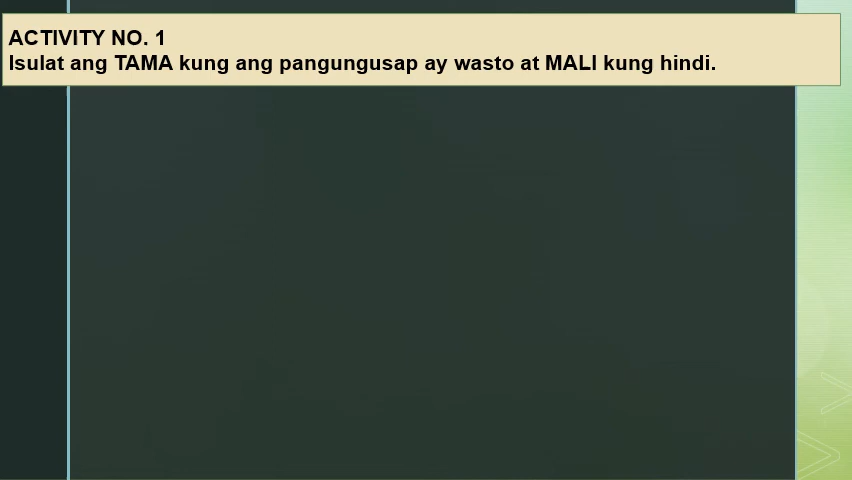 ACTIVITY NO. 1
Isulat ang TAMA kung ang pangungusap ay wasto at MALI kung hindi.